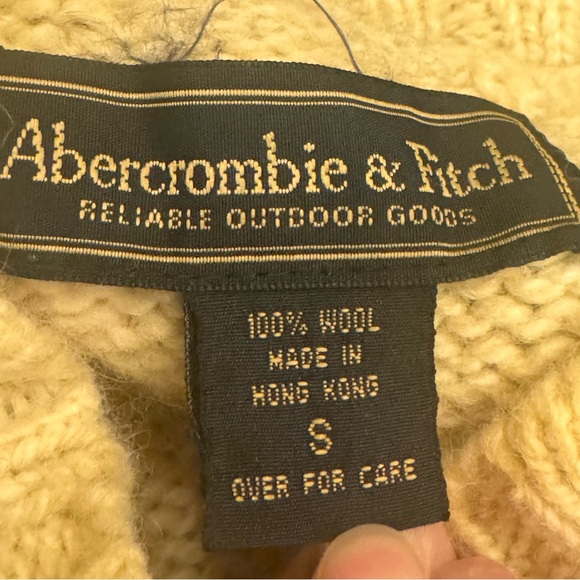 Abercrombie & Fitch
RELIABLE OUTDOOR GOODS
100% WOOL
MADE IN
HONG KONG
S
OVER FOR CARE